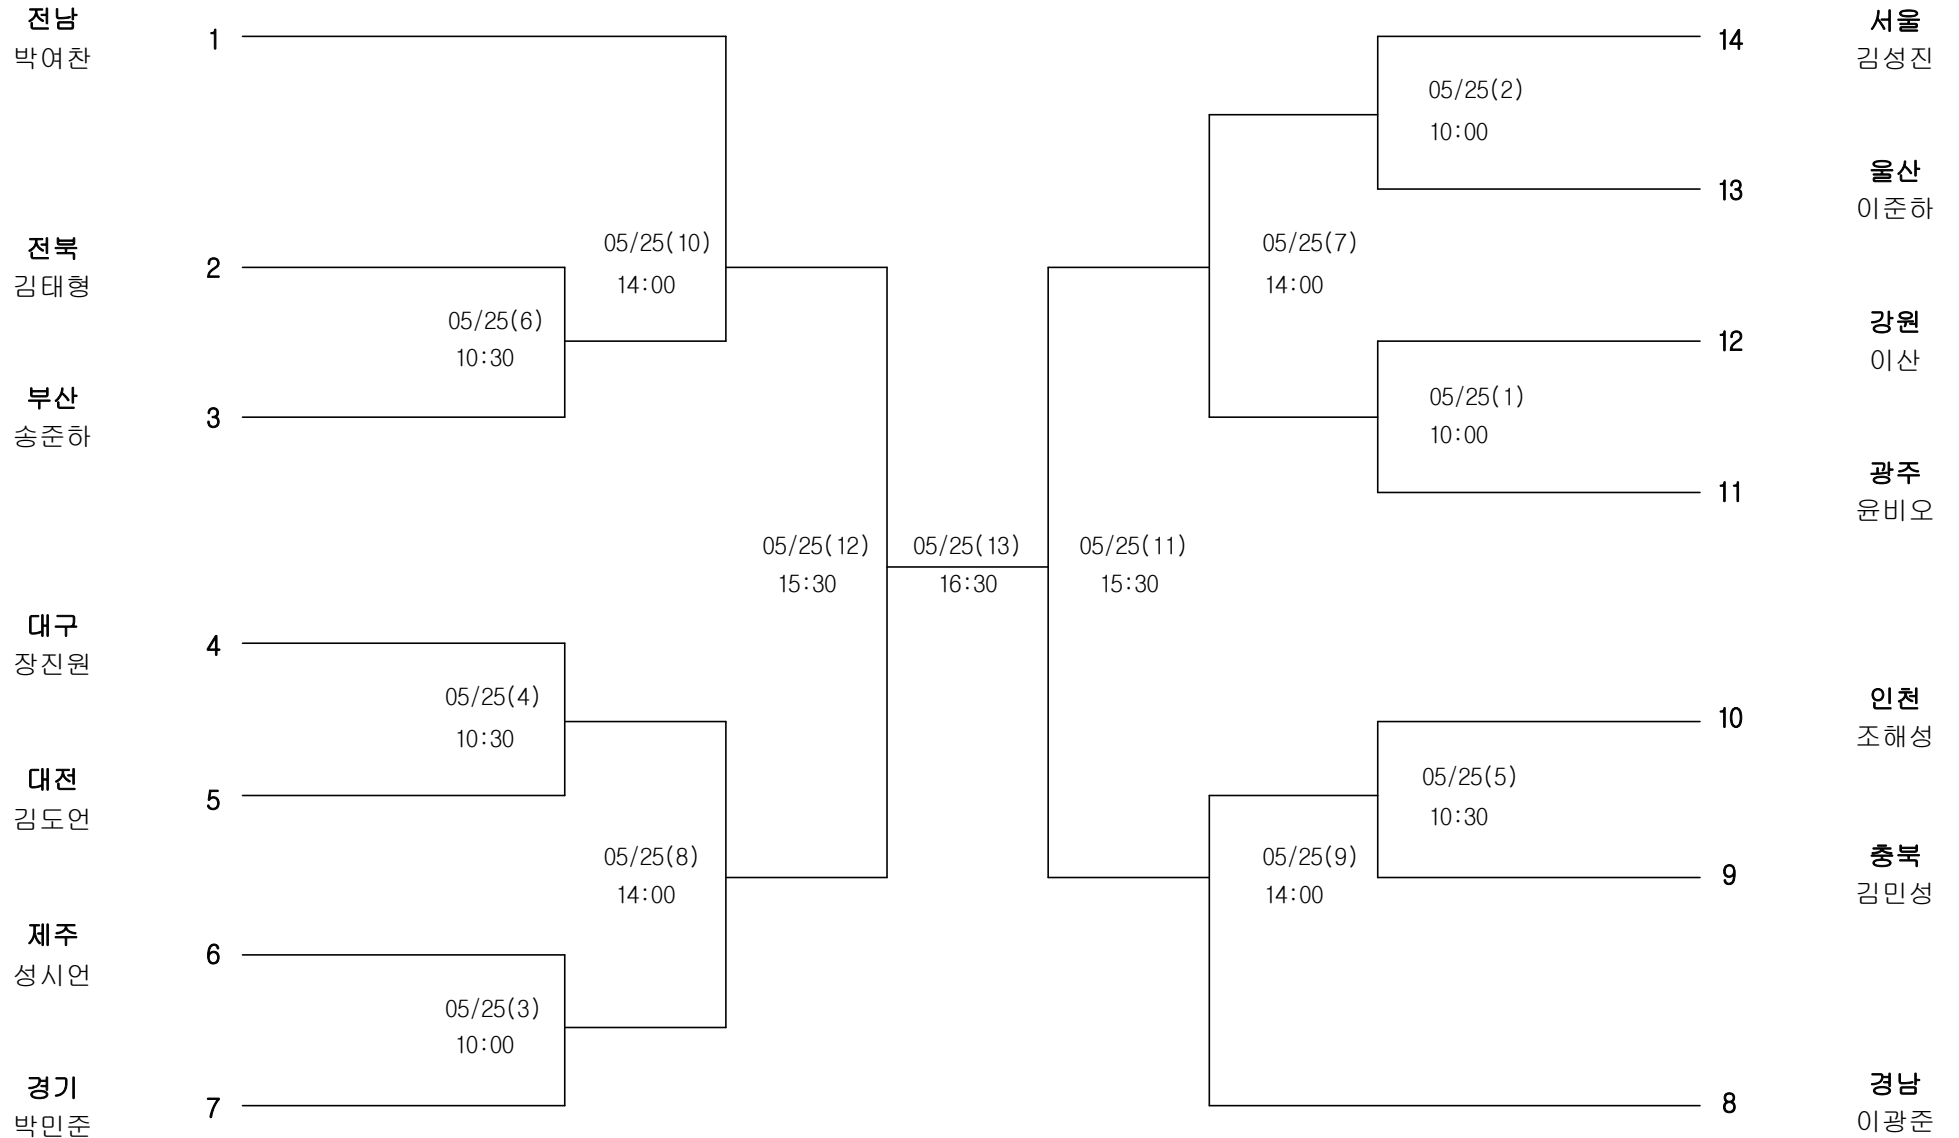 전남
박여찬
1
전북
김태형
2
05/25(10)
14:00
05/25(6)
10:30
부산
송준하
3
05/25(12)
15:30
대구
장진원
4
05/25(4)
10:30
대전
김도언
5
05/25(8)
14:00
제주
성시언
6
05/25(3)
10:00
경기
박민준
7
05/25(13)
16:30
서울
김성진
14
05/25(2)
10:00
울산
이준하
13
05/25(7)
14:00
강원
이산
12
05/25(1)
10:00
광주
윤비오
11
05/25(11)
15:30
인천
조해성
10
05/25(5)
10:30
충북
김민성
9
05/25(9)
14:00
경남
이광준
8